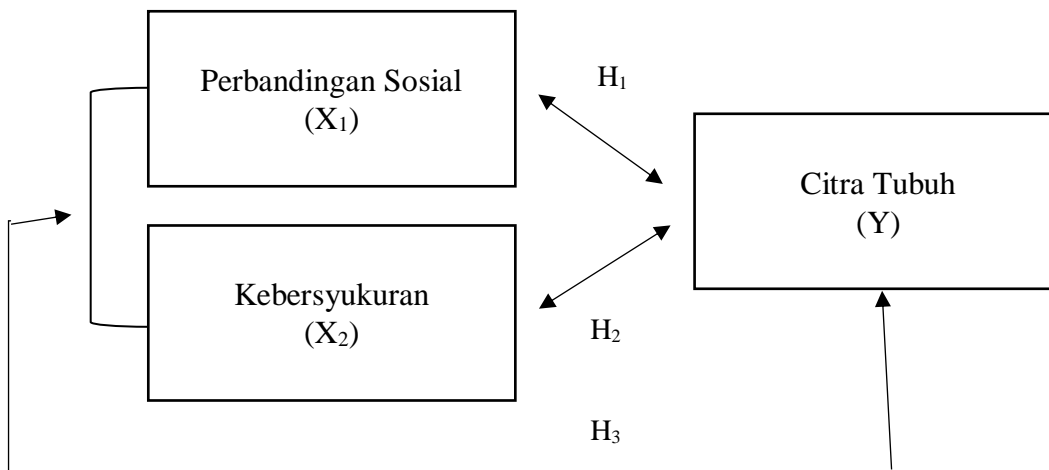 Perbandingan Sosial
(X₁)
H₁
Citra Tubuh
(Y)
Kebersyukuran
(X₂)
H₂
H₃